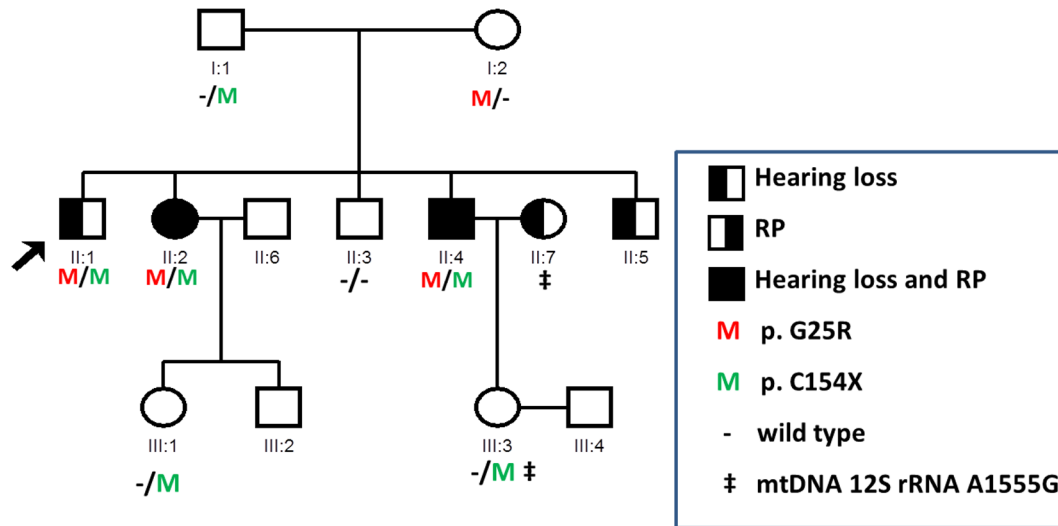 I:1 I:2
-/M M/-
II:1 II:2 II:6 II:3 II:4 II:7 II:5
M/M M/M -/- M/M ‡
III:1 III:2 III:3 III:4
-/M -/M ‡
Hearing loss
RP
Hearing loss and RP
M p. G25R
M p. C154X
- wild type
‡ mtDNA 12S rRNA A1555G